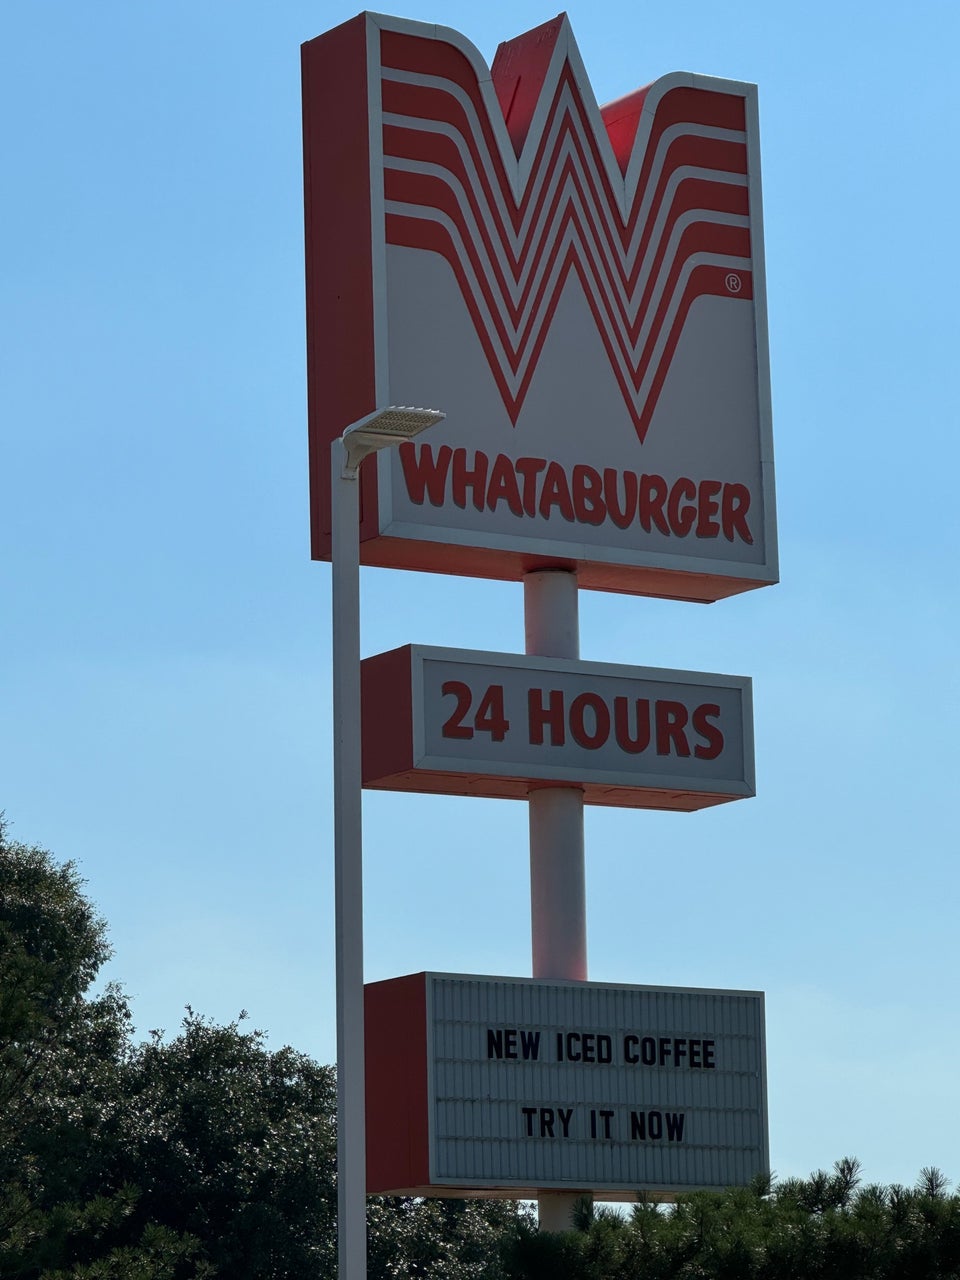 W
®
WHATABURGER
24 HOURS
NEW ICED COFFEE
TRY IT NOW